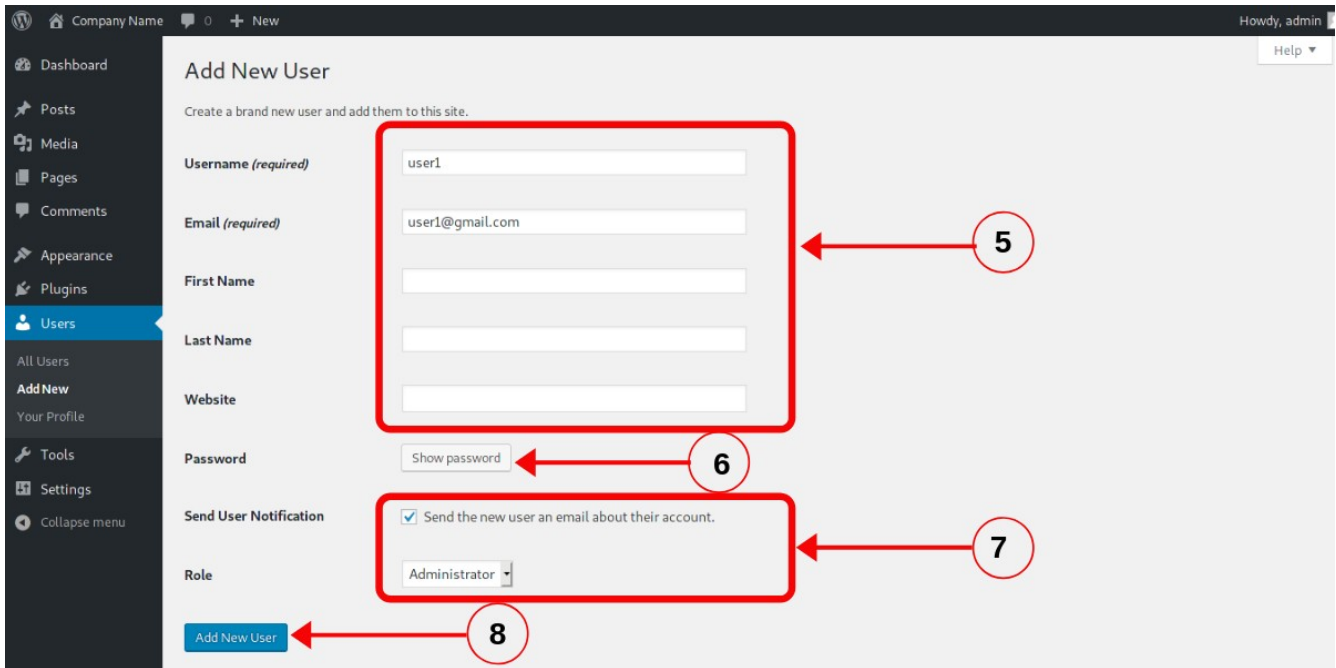 Company Name 0 + New Howdy, admin
Help ▼
Dashboard
Posts
Media
Pages
Comments
Appearance
Plugins
Users
All Users
Add New
Your Profile
Tools
Settings
Collapse menu
Add New User
Create a brand new user and add them to this site.
Username (required) user1
Email (required) user1@gmail.com
5
First Name
Last Name
Website
Password Show password
6
Send User Notification Send the new user an email about their account.
7
Role Administrator
Add New User
8